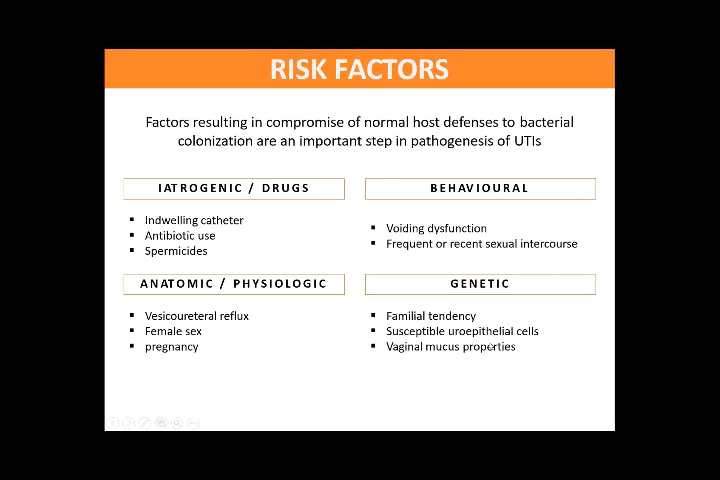 RISK FACTORS
Factors resulting in compromise of normal host defenses to bacterial
colonization are an important step in pathogenesis of UTIs
IATROGENIC / DRUGS
▪ Indwelling catheter
▪ Antibiotic use
▪ Spermicides
BEHAVIOURAL
▪ Voiding dysfunction
▪ Frequent or recent sexual intercourse
ANATOMIC / PHYSIOLOGIC
▪ Vesicoureteral reflux
▪ Female sex
▪ pregnancy
GENETIC
▪ Familial tendency
▪ Susceptible uroepithelial cells
▪ Vaginal mucus properties